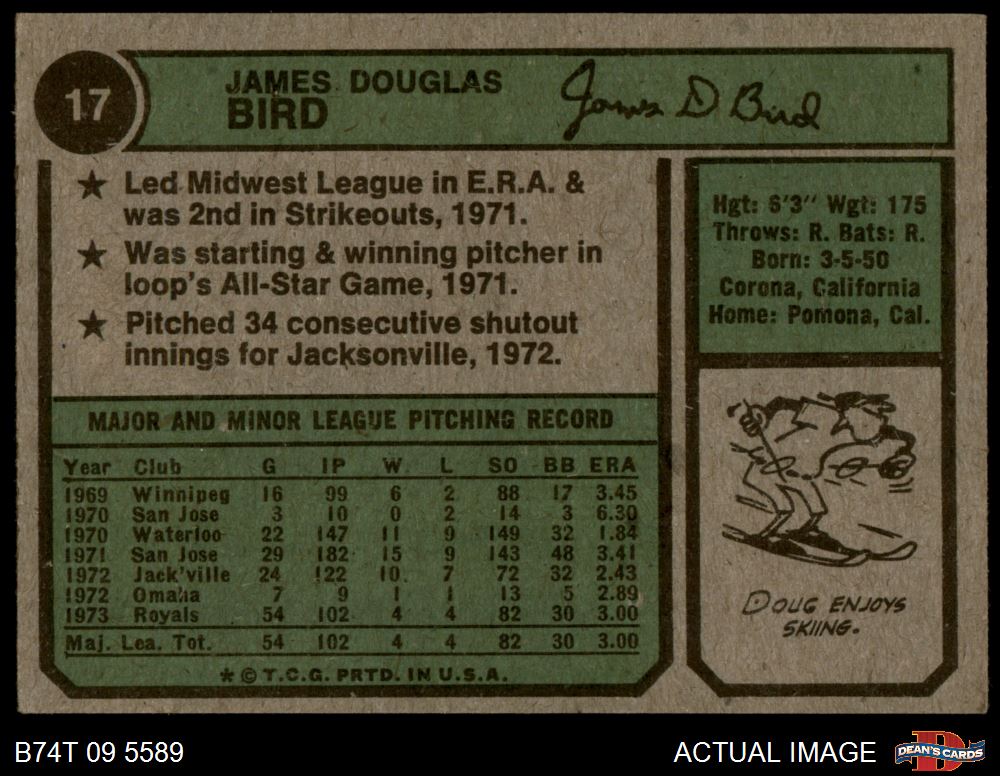 17
JAMES DOUGLAS
BIRD
James D Bird
★ Led Midwest League in E.R.A. &
was 2nd in Strikeouts, 1971.
★ Was starting & winning pitcher in
loop's All-Star Game, 1971.
★ Pitched 34 consecutive shutout
innings for Jacksonville, 1972.
Hgt: 6'3" Wgt: 175
Throws: R. Bats: R.
Born: 3-5-50
Corona, California
Home: Pomona, Cal.
MAJOR AND MINOR LEAGUE PITCHING RECORD
Year Club G IP W L SO BB ERA
1969 Winnipeg 16 99 6 2 88 17 3.45
1970 San Jose 3 10 0 2 14 3 6.30
1970 Waterloo 22 147 11 9 149 32 1.84
1971 San Jose 29 182 15 9 143 48 3.41
1972 Jack'ville 24 122 10 7 72 32 2.43
1972 Omaha 7 9 1 1 13 5 2.89
1973 Royals 54 102 4 4 82 30 3.00
Maj. Lea. Tot. 54 102 4 4 82 30 3.00
* © T.C.G. PRTD. IN U.S.A.
DOUG ENJOYS
SKIING.
B74T 09 5589
ACTUAL IMAGE
DEAN'S CARDS